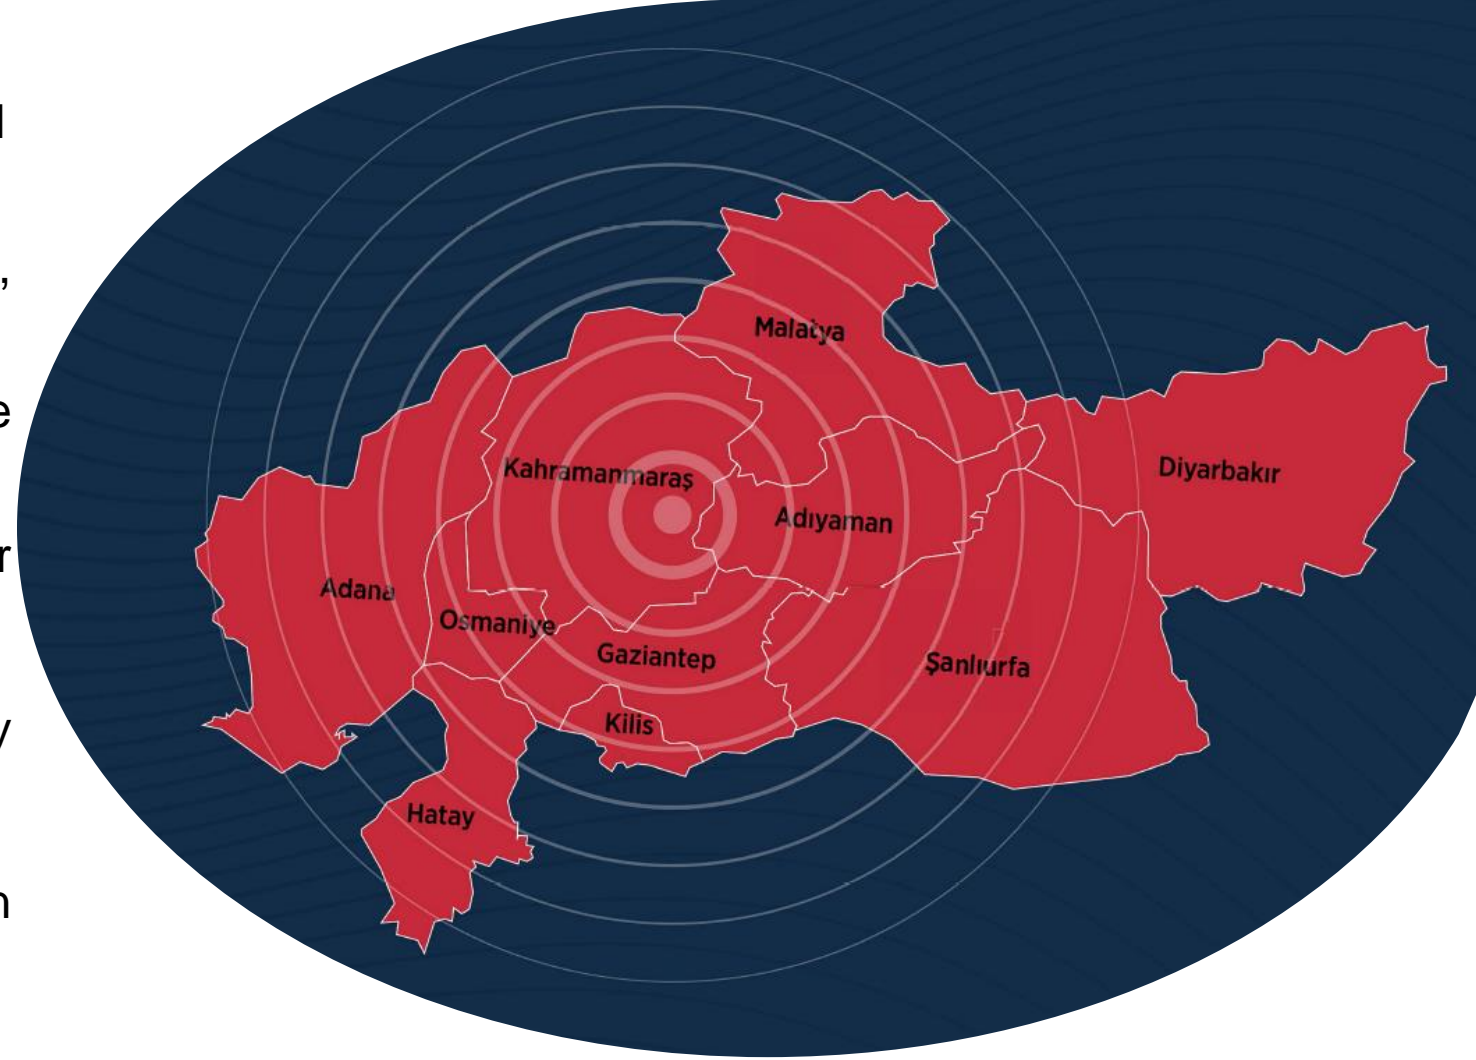 l
,
e
r
y
n
Malatya
Diyarbakır
Kahramanmaraş
Adıyaman
Adana
Osmaniye
Gaziantep
Şanlıurfa
Kilis
Hatay